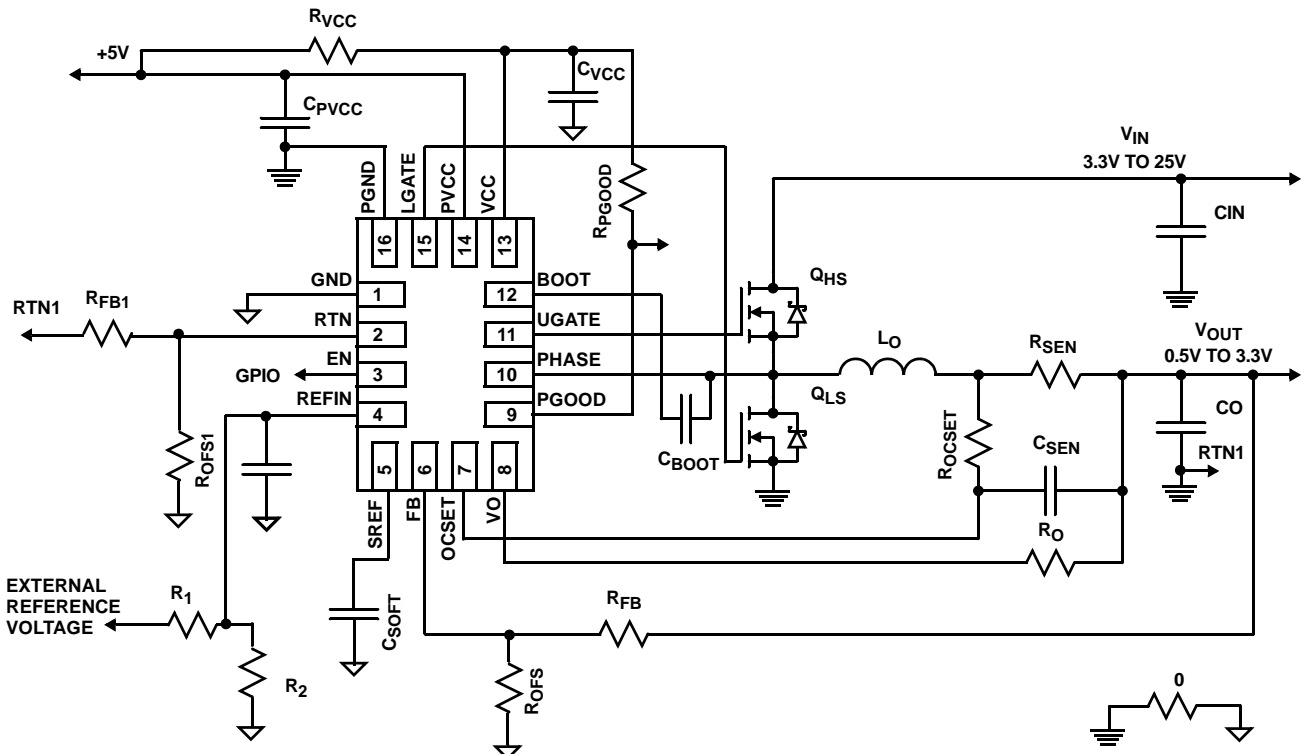 RVCC
+5V
CVCC
CPVCC
VIN
3.3V TO 25V
PGND
LGATE
PVCC
VCC
RPGOOD
CIN
16
15
14
13
GND
1
12
BOOT
QHS
RTN1
RFB1
RTN
2
11
UGATE
VOUT
0.5V TO 3.3V
LO
RSEN
EN
3
10
PHASE
GPIO
QLS
REFIN
4
9
PGOOD
CO
RTN1
ROFS1
5
6
7
8
CBOOT
ROCSET
CSEN
SREF
FB
OCSET
VO
RO
EXTERNAL
REFERENCE
VOLTAGE
R1
CSOFT
RFB
R2
ROFS
0